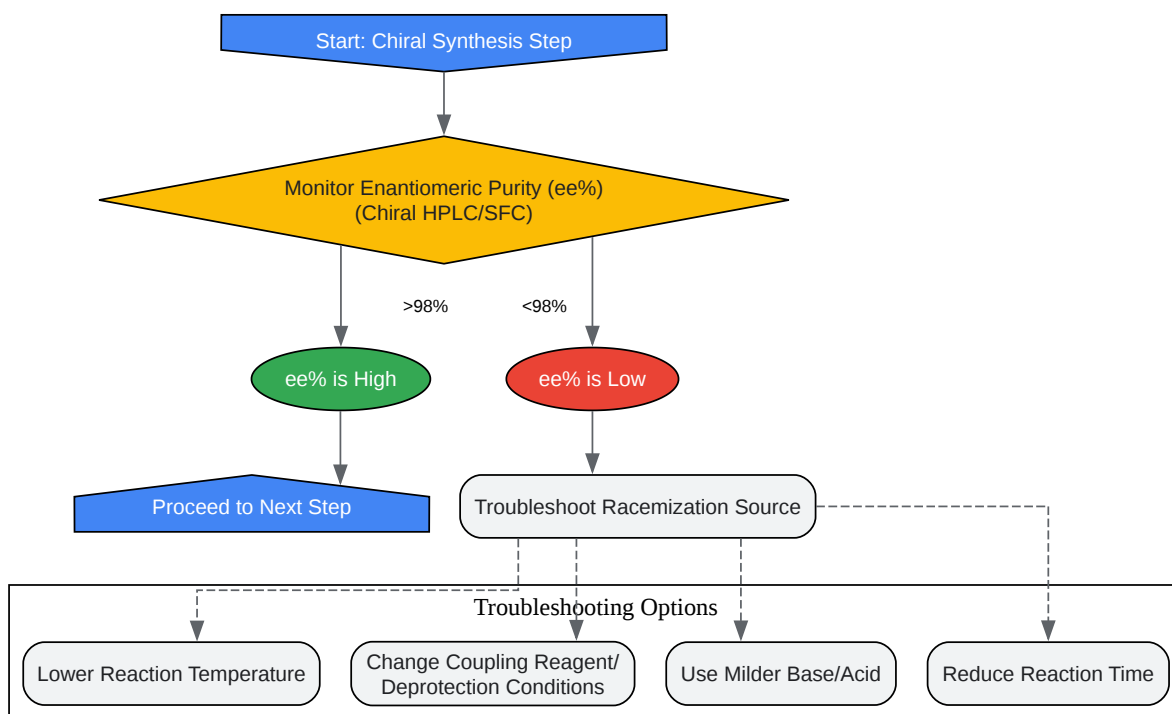 Start: Chiral Synthesis Step
Monitor Enantiomeric Purity (ee%)
(Chiral HPLC/SFC)
>98%
<98%
ee% is High
ee% is Low
Proceed to Next Step
Troubleshoot Racemization Source
Troubleshooting Options
Lower Reaction Temperature
Change Coupling Reagent/
Deprotection Conditions
Use Milder Base/Acid
Reduce Reaction Time